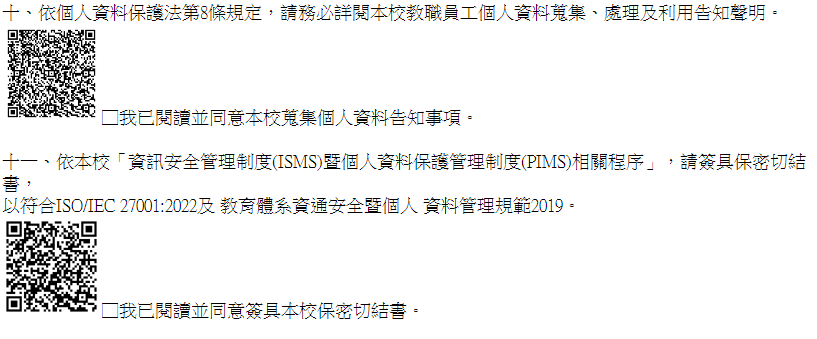 十、依個人資料保護法第8條規定，請務必詳閱本校教職員工個人資料蒐集、處理及利用告知聲明。
□我已閱讀並同意本校蒐集個人資料告知事項。
十一、依本校「資訊安全管理制度(ISMS)暨個人資料保護管理制度(PIMS)相關程序」，請簽具保密切結
書，
以符合ISO/IEC 27001:2022及 教育體系資通安全暨個人 資料管理規範2019。
□我已閱讀並同意簽具本校保密切結書。